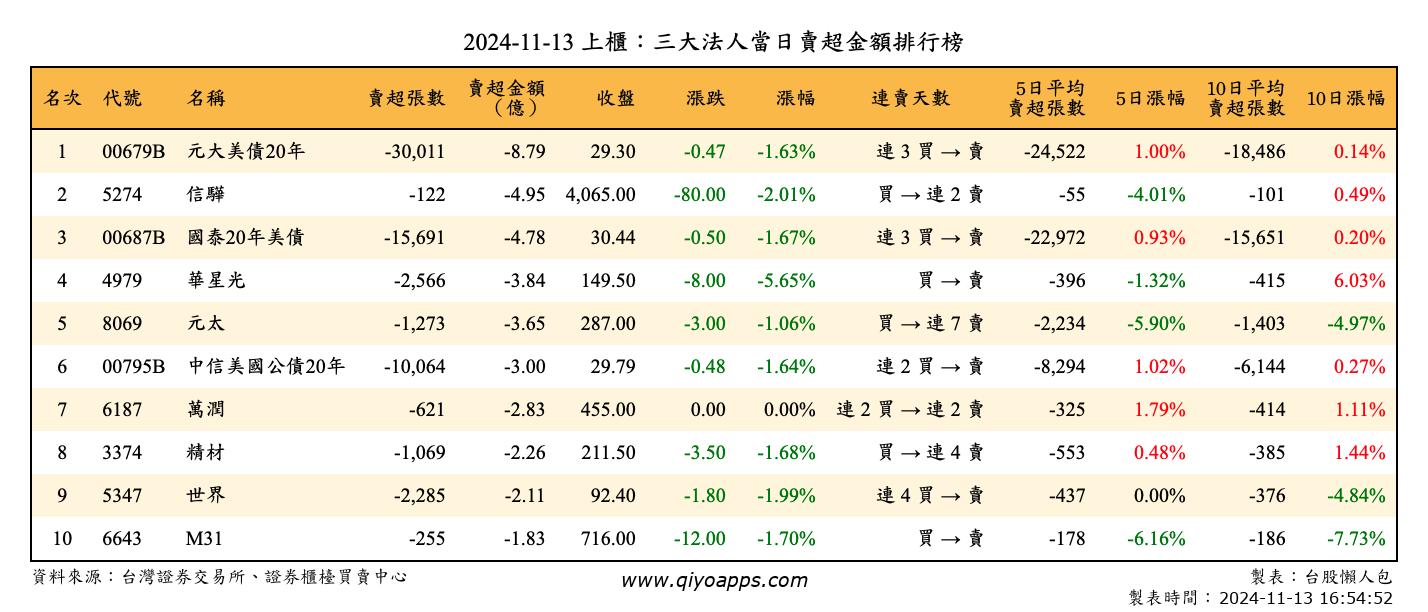 2024-11-13 上櫃：三大法人當日賣超金額排行榜
名次 代號 名稱 賣超張數 賣超金額（億） 收盤 漲跌 漲幅 連賣天數 5日平均賣超張數 5日漲幅 10日平均賣超張數 10日漲幅
1 00679B 元大美債20年 -30,011 -8.79 29.30 -0.47 -1.63% 連 3 買 → 賣 -24,522 1.00% -18,486 0.14%
2 5274 信驊 -122 -4.95 4,065.00 -80.00 -2.01% 買 → 連 2 賣 -55 -4.01% -101 0.49%
3 00687B 國泰20年美債 -15,691 -4.78 30.44 -0.50 -1.67% 連 3 買 → 賣 -22,972 0.93% -15,651 0.20%
4 4979 華星光 -2,566 -3.84 149.50 -8.00 -5.65% 買 → 賣 -396 -1.32% -415 6.03%
5 8069 元太 -1,273 -3.65 287.00 -3.00 -1.06% 買 → 連 7 賣 -2,234 -5.90% -1,403 -4.97%
6 00795B 中信美國公債20年 -10,064 -3.00 29.79 -0.48 -1.64% 連 2 買 → 賣 -8,294 1.02% -6,144 0.27%
7 6187 萬潤 -621 -2.83 455.00 0.00 0.00% 連 2 買 → 連 2 賣 -325 1.79% -414 1.11%
8 3374 精材 -1,069 -2.26 211.50 -3.50 -1.68% 買 → 連 4 賣 -553 0.48% -385 1.44%
9 5347 世界 -2,285 -2.11 92.40 -1.80 -1.99% 連 4 買 → 賣 -437 0.00% -376 -4.84%
10 6643 M31 -255 -1.83 716.00 -12.00 -1.70% 買 → 賣 -178 -6.16% -186 -7.73%
資料來源：台灣證券交易所、證券櫃檯買賣中心 www.qiyoapps.com 製表：台股懶人包
製表時間：2024-11-13 16:54:52